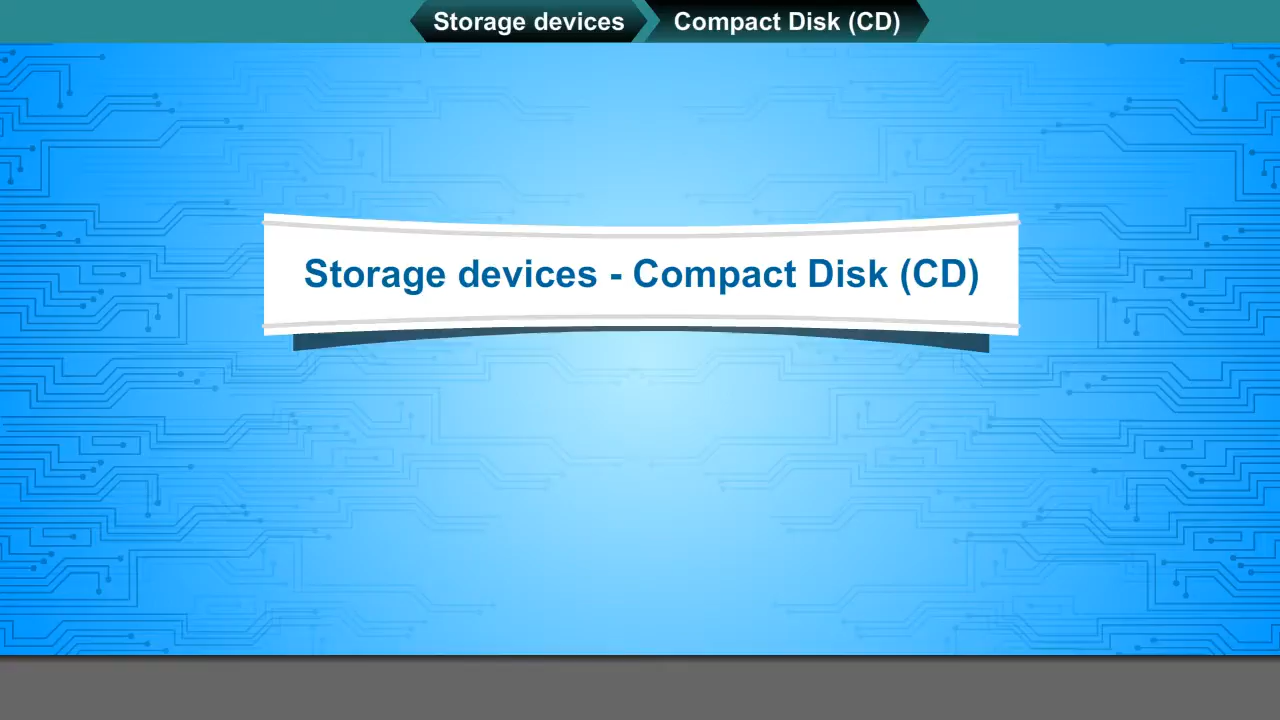 Storage devices
Compact Disk (CD)
Storage devices - Compact Disk (CD)